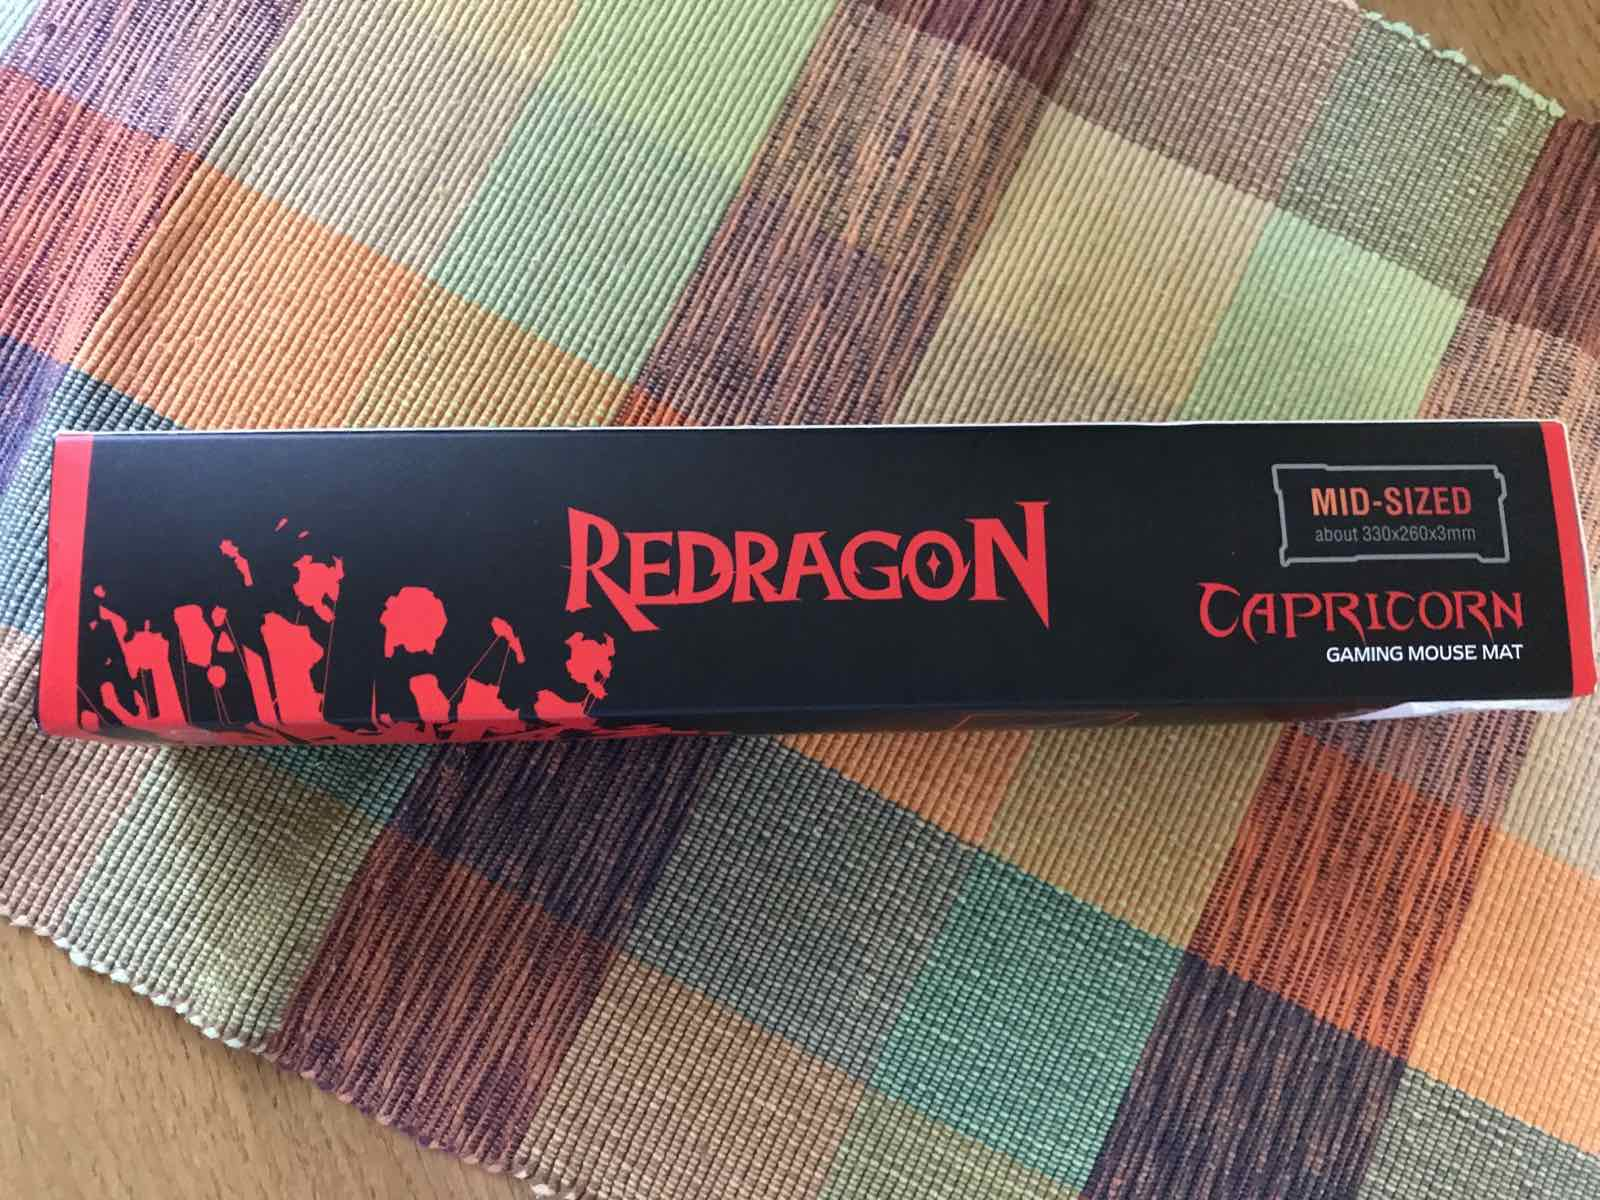 REDRAGON
MID-SIZED
about 330x260x3mm
CAPRICORN
GAMING MOUSE MAT